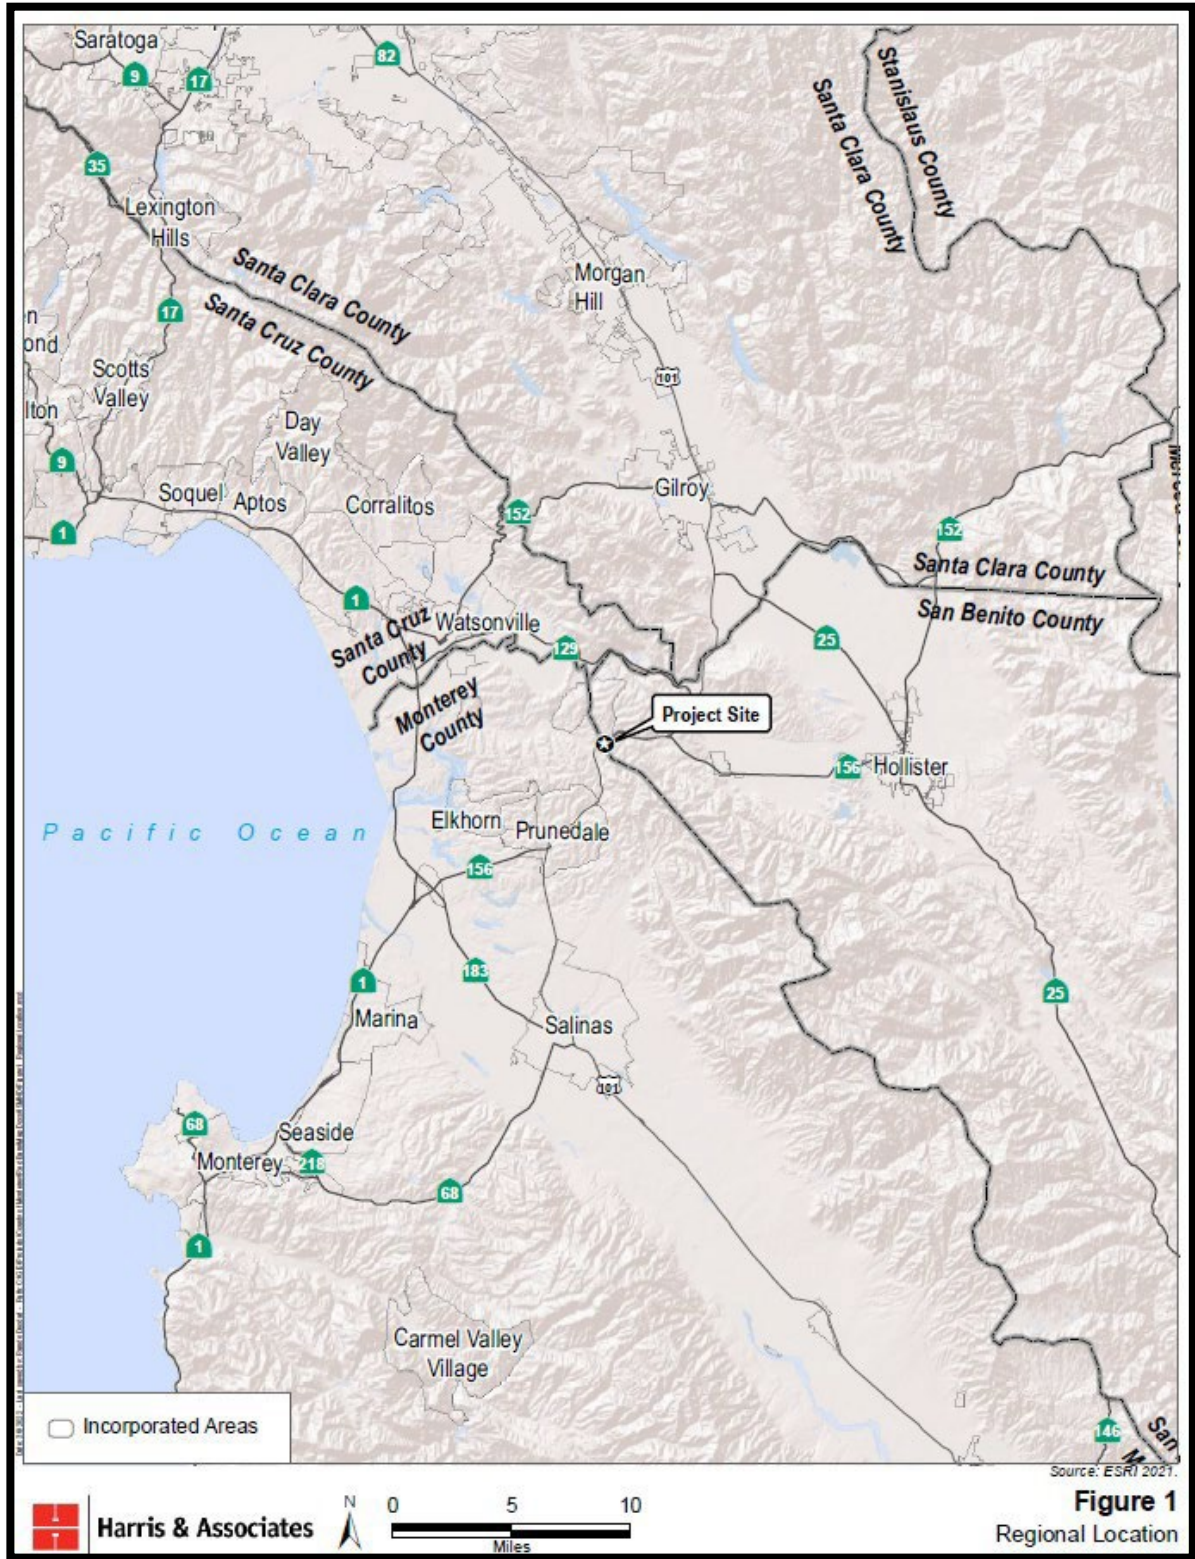 Saratoga
9
17
82
Stanislaus County
Santa Clara County
35
Lexington
Hills
Santa Clara County
Santa Cruz County
Morgan
Hill
17
101
Scotts
Valley
lton
Day
Valley
9
Soquel
Aptos
Corralitos
Gilroy
152
152
1
Santa Clara County
San Benito County
1
Santa Cruz
County
Watsonville
129
25
Monterey
County
Project Site
156
Hollister
Pacific Ocean
Elkhorn
Prunedale
156
183
1
Marina
25
Salinas
101
68
Seaside
Monterey
218
68
1
Carmel Valley
Village
146
San
Incorporated Areas
Source: ESRI 2021.
Harris & Associates
N
0 5 10
Miles
Figure 1
Regional Location